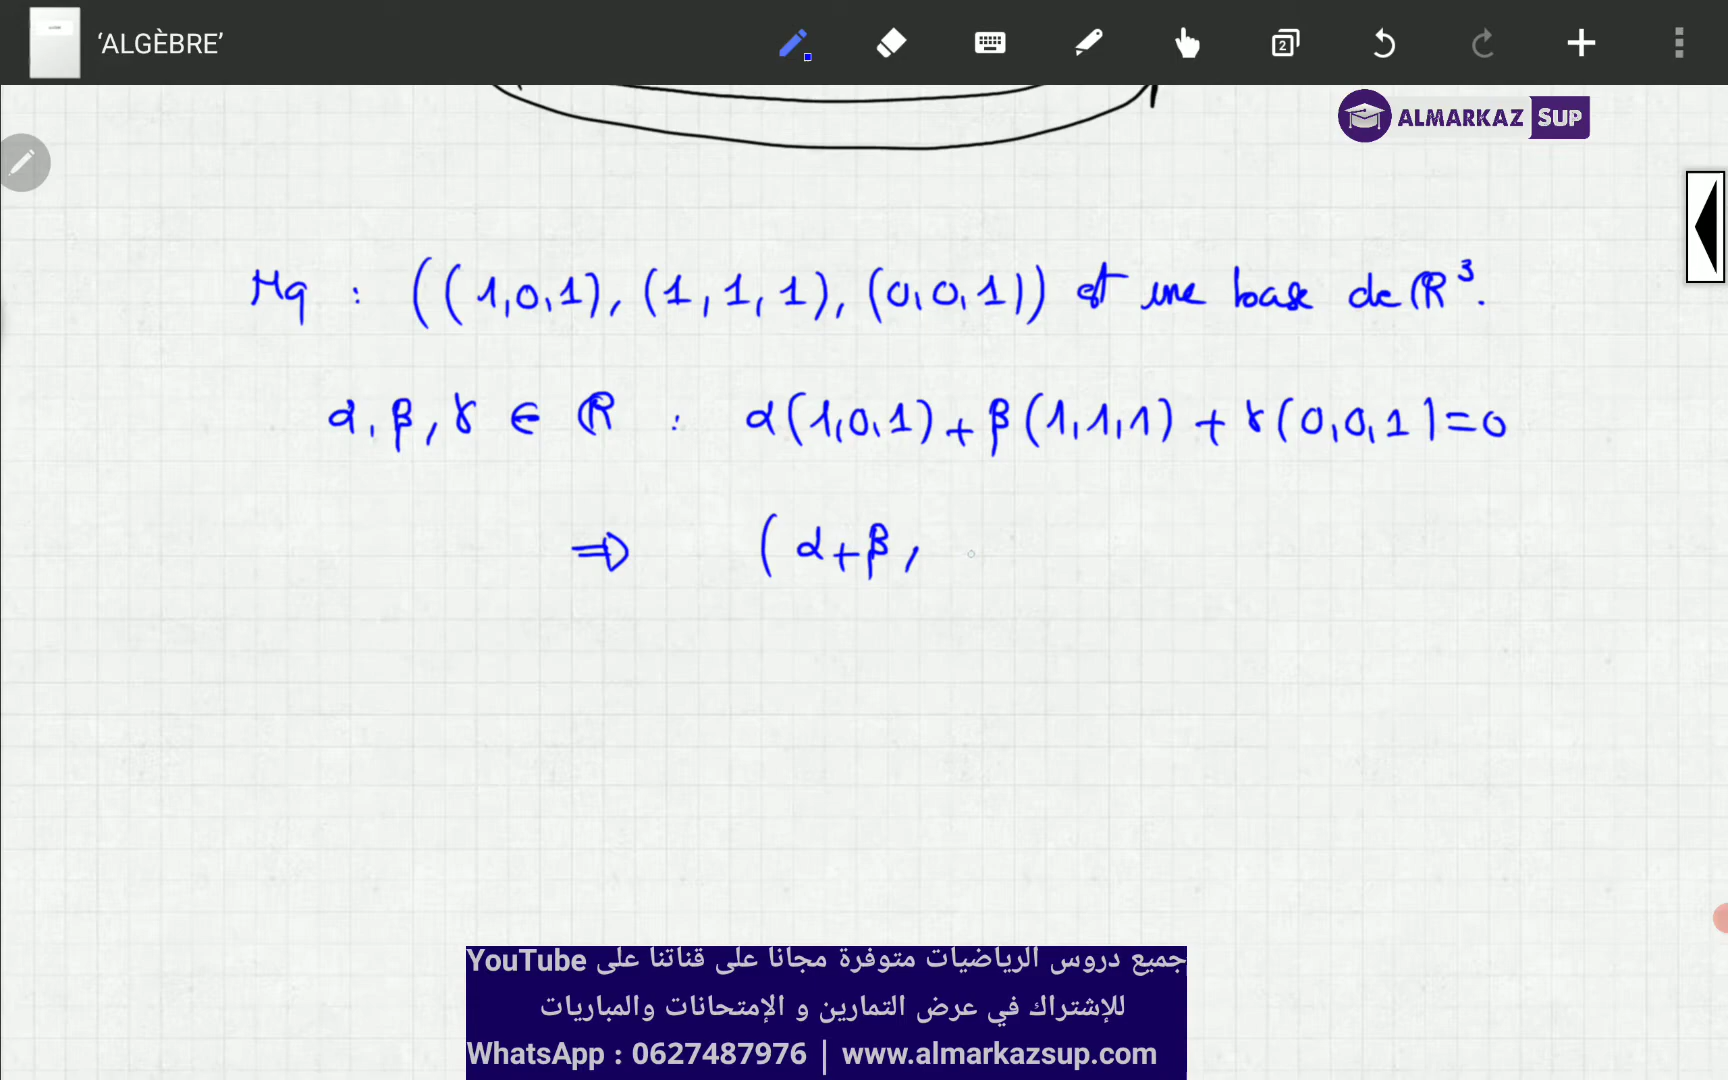 ‘ALGÈBRE’
2
ALMARKAZ SUP
Mq : ((1,0,1), (1,1,1), (0,0,1)) est une base de ℝ³.
α, β, γ ∈ ℝ : α(1,0,1) + β(1,1,1) + γ(0,0,1)=0
⇒ (α+β,
جميع دروس الرياضيات متوفرة مجانا على قناتنا على YouTube
للإشتراك في عرض التمارين و الإمتحانات والمباريات
WhatsApp : 0627487976 | www.almarkazsup.com